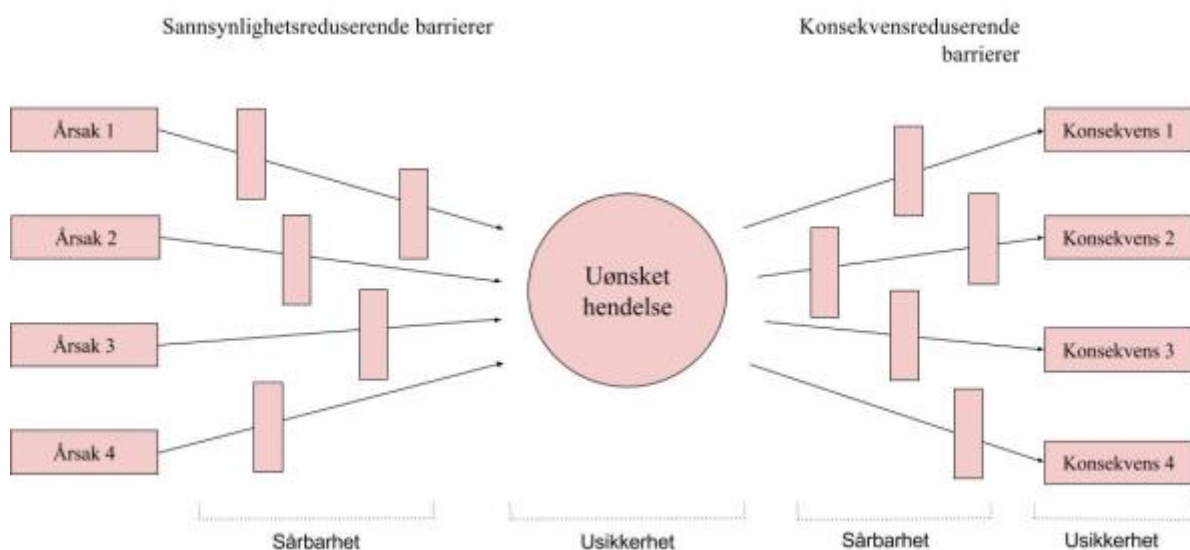 Sannsynlighetsreduserende barrierer
Konsekvensreduserende
barrierer
Årsak 1
Årsak 2
Årsak 3
Årsak 4
Uønsket
hendelse
Konsekvens 1
Konsekvens 2
Konsekvens 3
Konsekvens 4
Sårbarhet
Usikkerhet
Sårbarhet
Usikkerhet